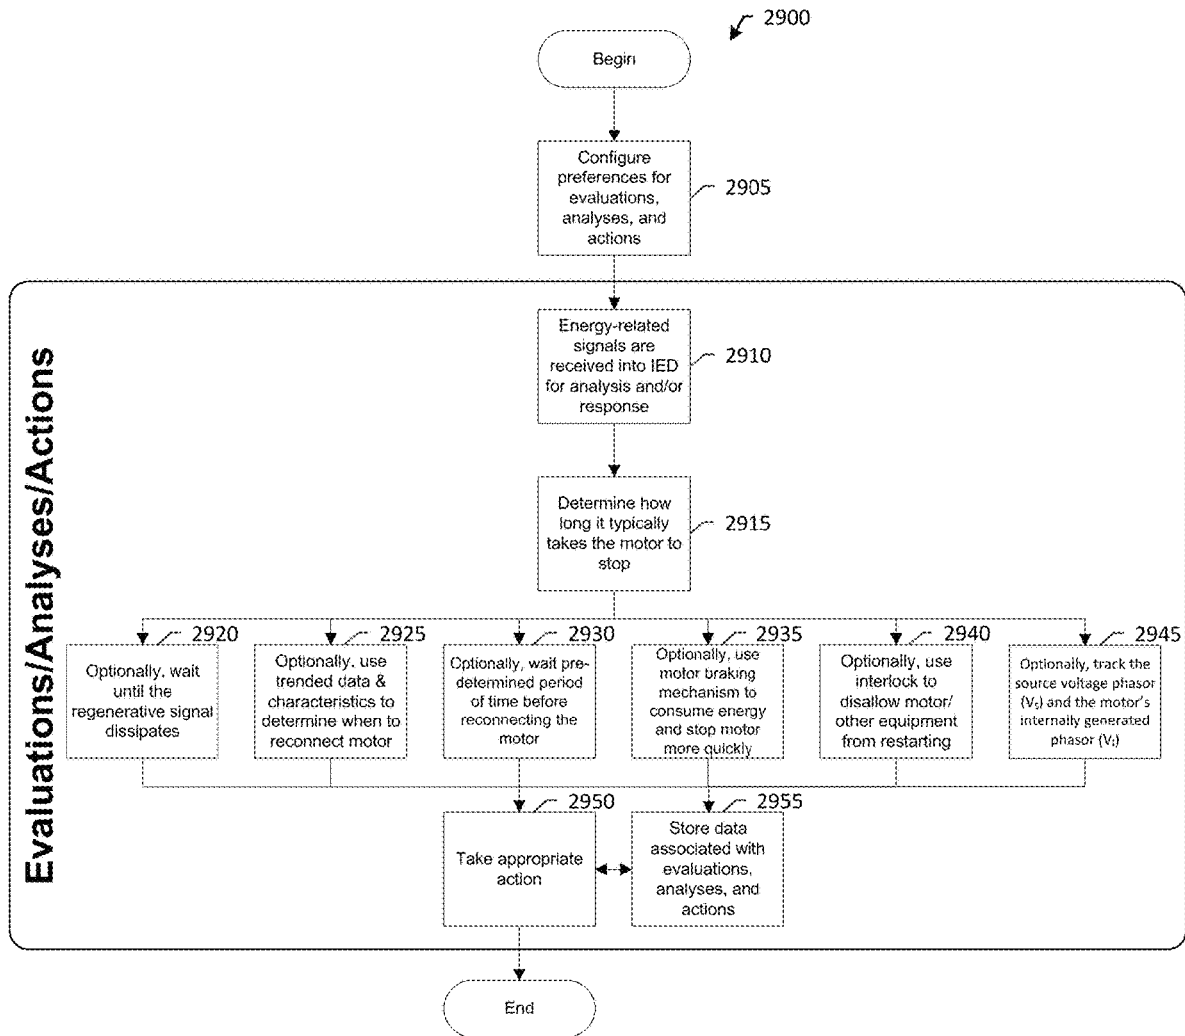 2900
Begin
Configure
preferences for
evaluations,
analyses, and
actions
2905
Evaluations/Analyses/Actions
Energy-related
signals are
received into IED
for analysis and/or
response
2910
Determine how
long it typically
takes the motor to
stop
2915
2920
Optionally, wait
until the
regenerative signal
dissipates
2925
Optionally, use
trended data &
characteristics to
determine when to
reconnect motor
2930
Optionally, wait pre-
determined period
of time before
reconnecting the
motor
2935
Optionally, use
motor braking
mechanism to
consume energy
and stop motor
more quickly
2940
Optionally, use
interlock to
disallow motor/
other equipment
from restarting
2945
Optionally, track the
source voltage phasor
(Vs) and the motor's
internally generated
phasor (Vi)
2950
Take appropriate
action
2955
Store data
associated with
evaluations,
analyses, and
actions
End